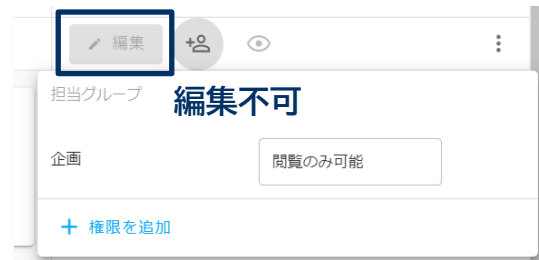 編集
担当グループ
編集不可
企画
閲覧のみ可能
+ 権限を追加